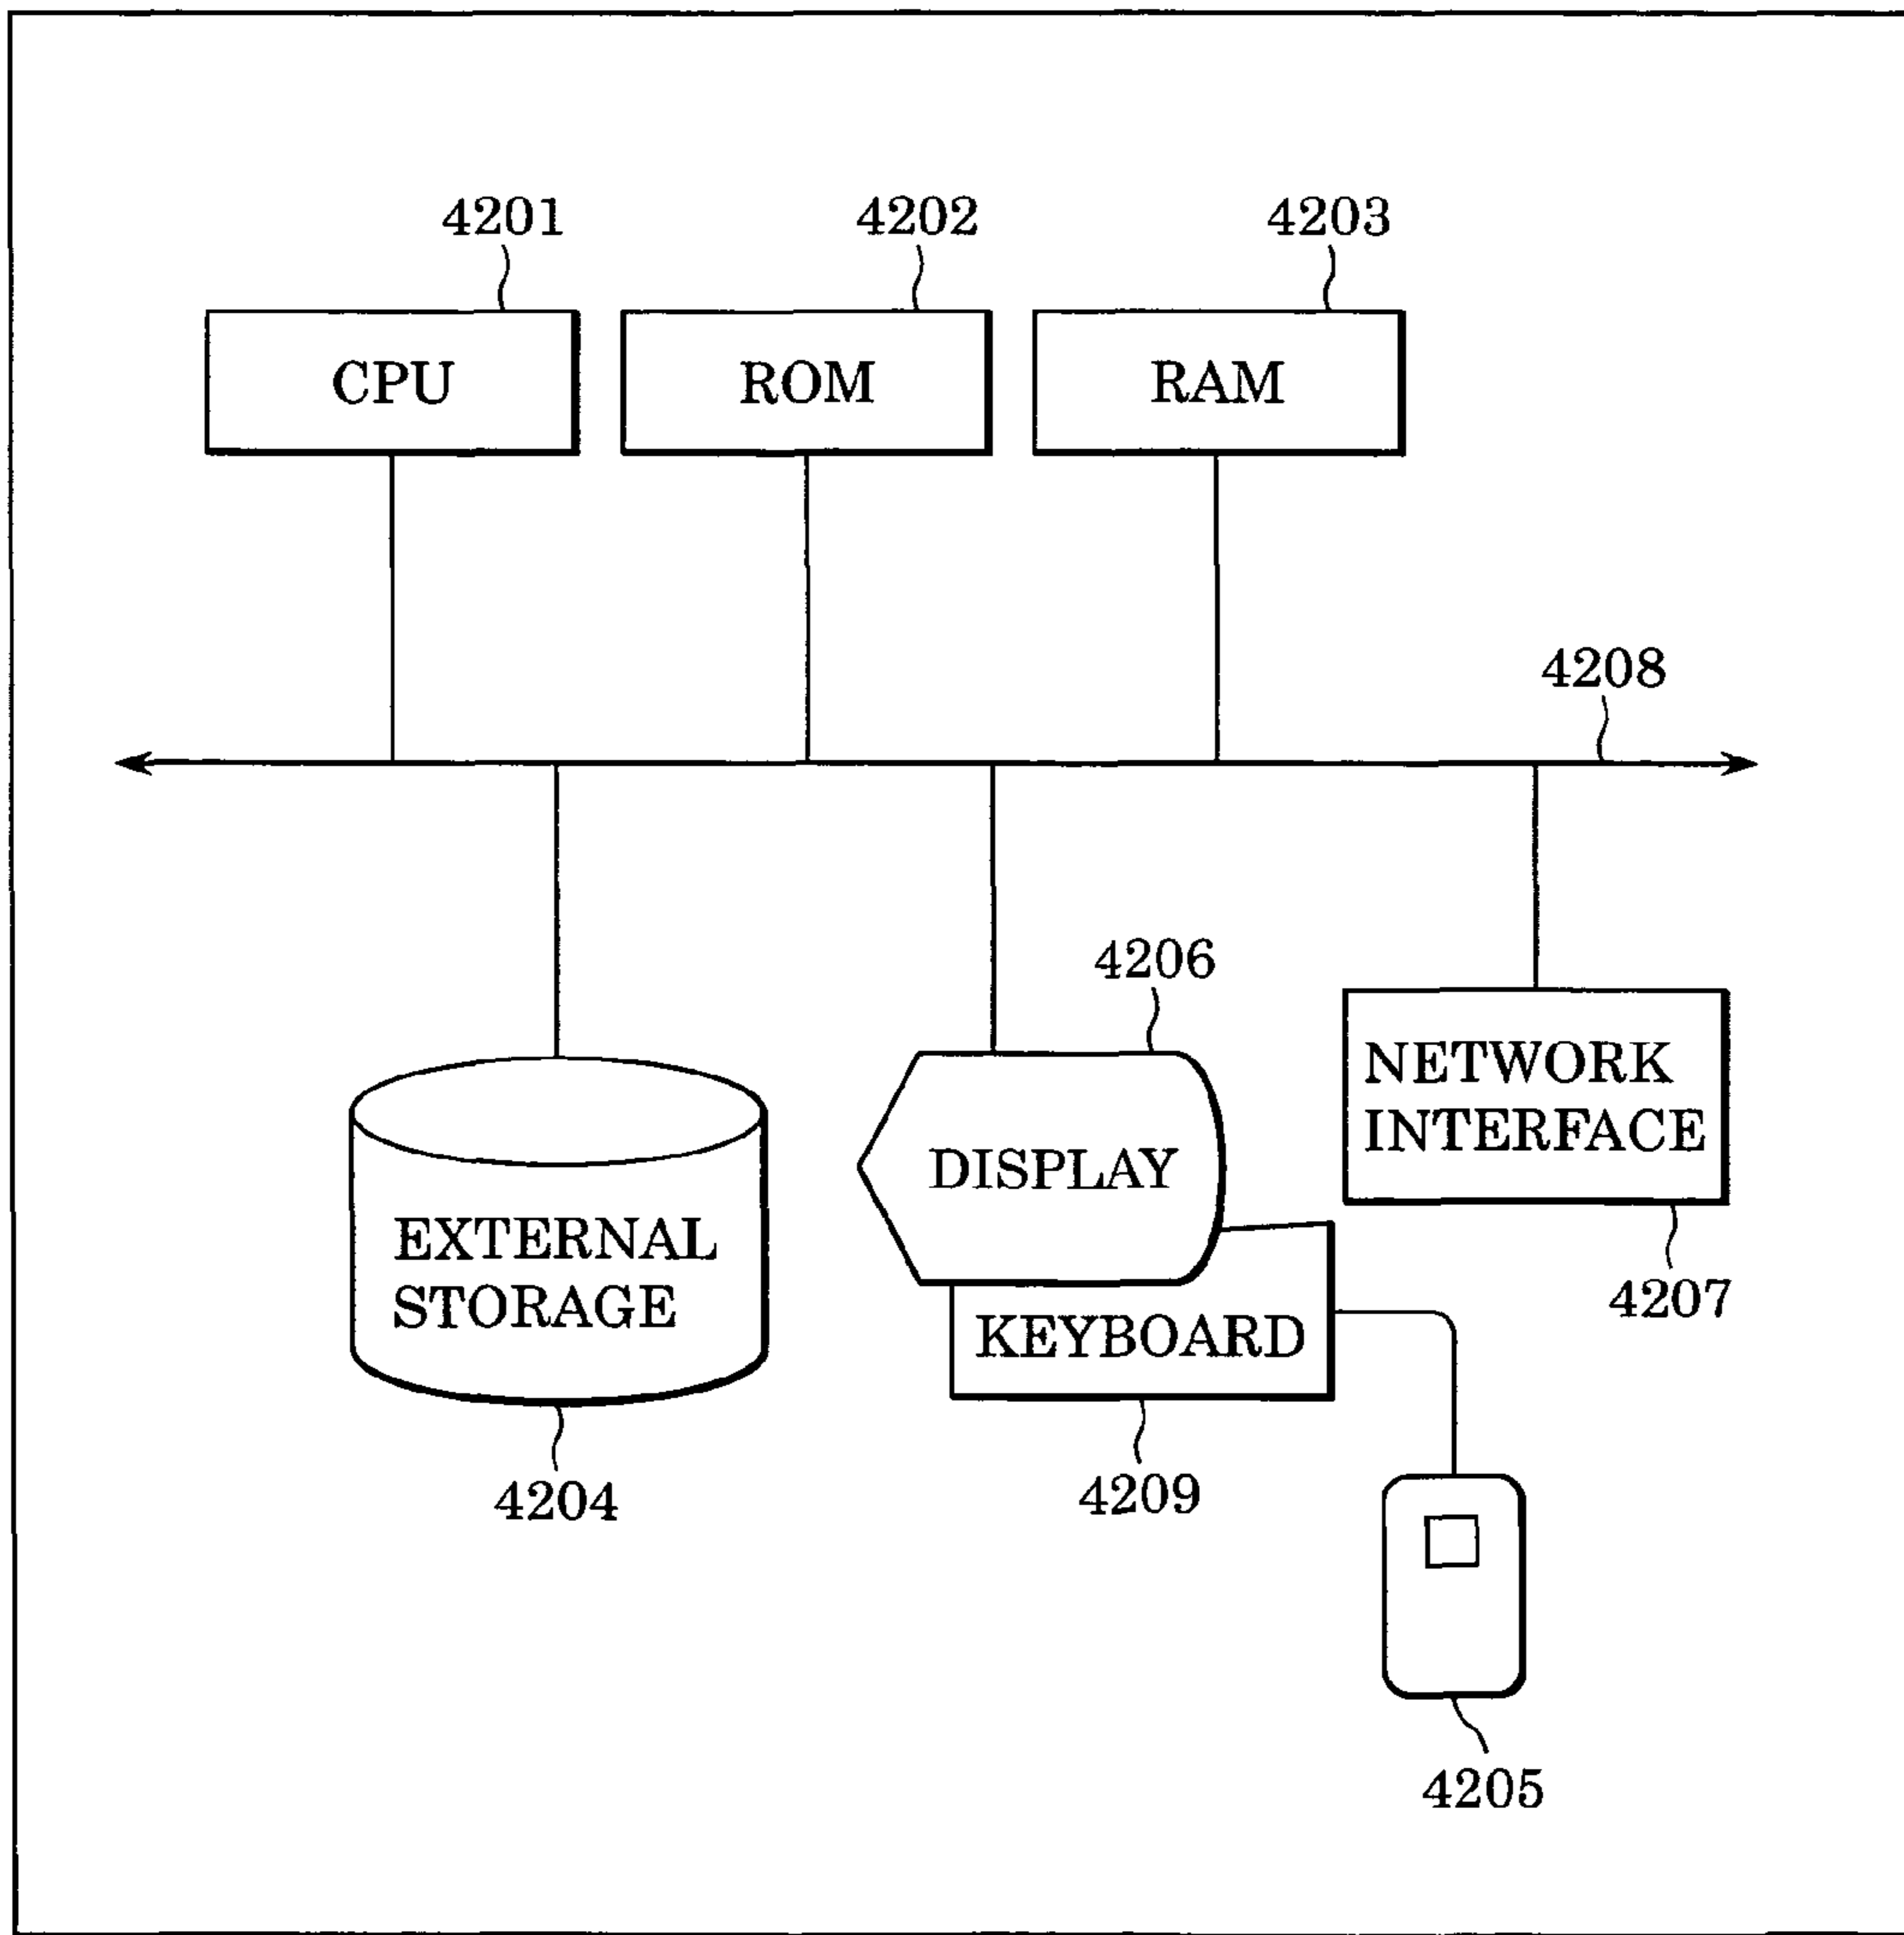 4201
4202
4203
CPU
ROM
RAM
4208
4206
NETWORK
INTERFACE
DISPLAY
EXTERNAL
STORAGE
4207
KEYBOARD
4204
4209
4205